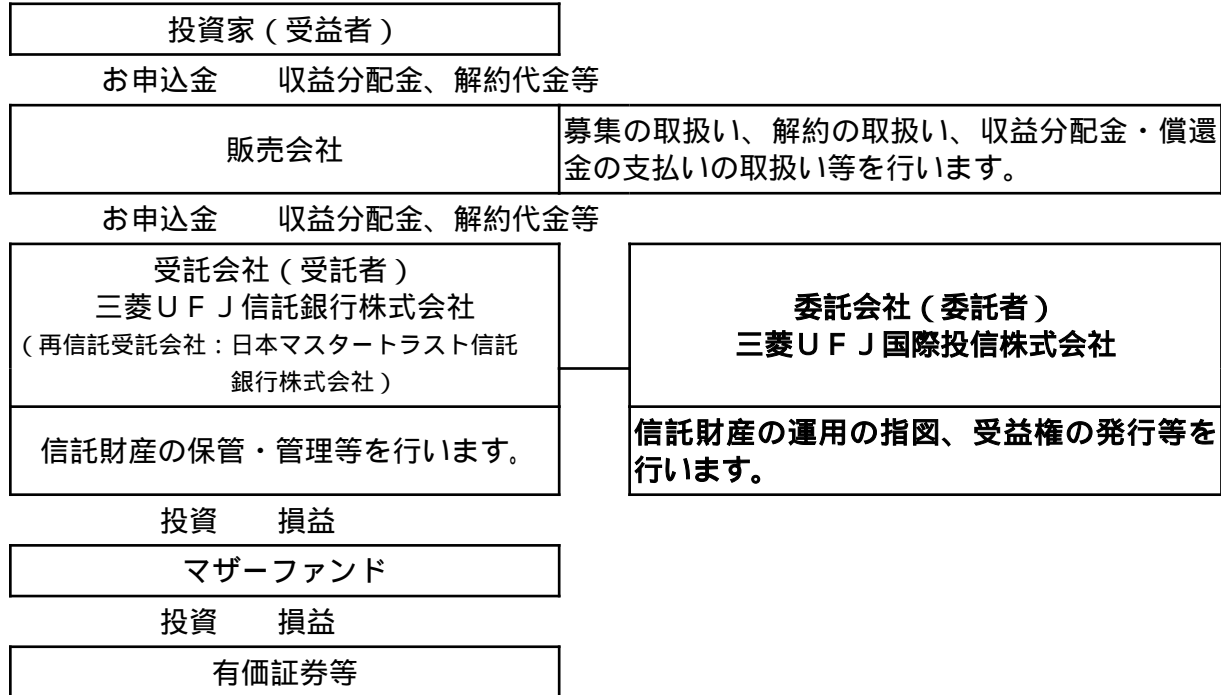 投資家（受益者）
お申込金　　収益分配金、解約代金等
販売会社
募集の取扱い、解約の取扱い、収益分配金・償還
金の支払いの取扱い等を行います。
お申込金　　収益分配金、解約代金等
受託会社（受託者）
三菱ＵＦＪ信託銀行株式会社
（再信託受託会社：日本マスタートラスト信託
銀行株式会社）
委託会社（委託者）
三菱ＵＦＪ国際投信株式会社
信託財産の保管・管理等を行います。
信託財産の運用の指図、受益権の発行等を
行います。
投資　　損益
マザーファンド
投資　　損益
有価証券等